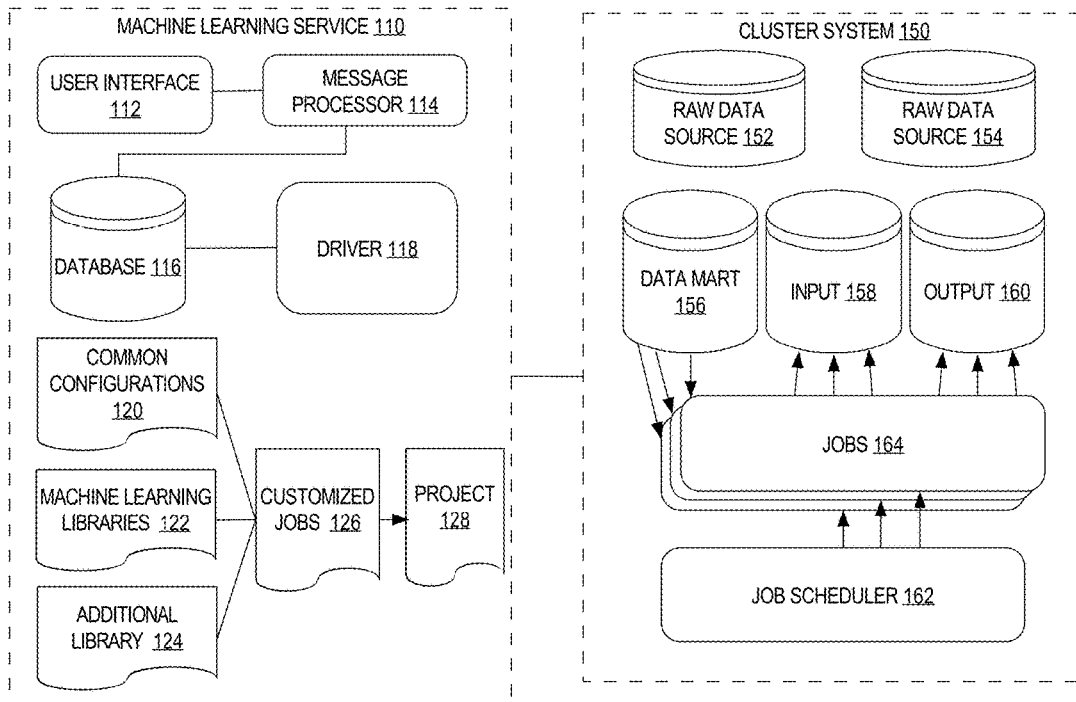 MACHINE LEARNING SERVICE 110
USER INTERFACE
112
MESSAGE
PROCESSOR 114
DATABASE 116
DRIVER 118
COMMON
CONFIGURATIONS
120
MACHINE LEARNING
LIBRARIES 122
ADDITIONAL
LIBRARY 124
CUSTOMIZED
JOBS 126
PROJECT
128
CLUSTER SYSTEM 150
RAW DATA
SOURCE 152
RAW DATA
SOURCE 154
DATA MART
156
INPUT 158
OUTPUT 160
JOBS 164
JOB SCHEDULER 162